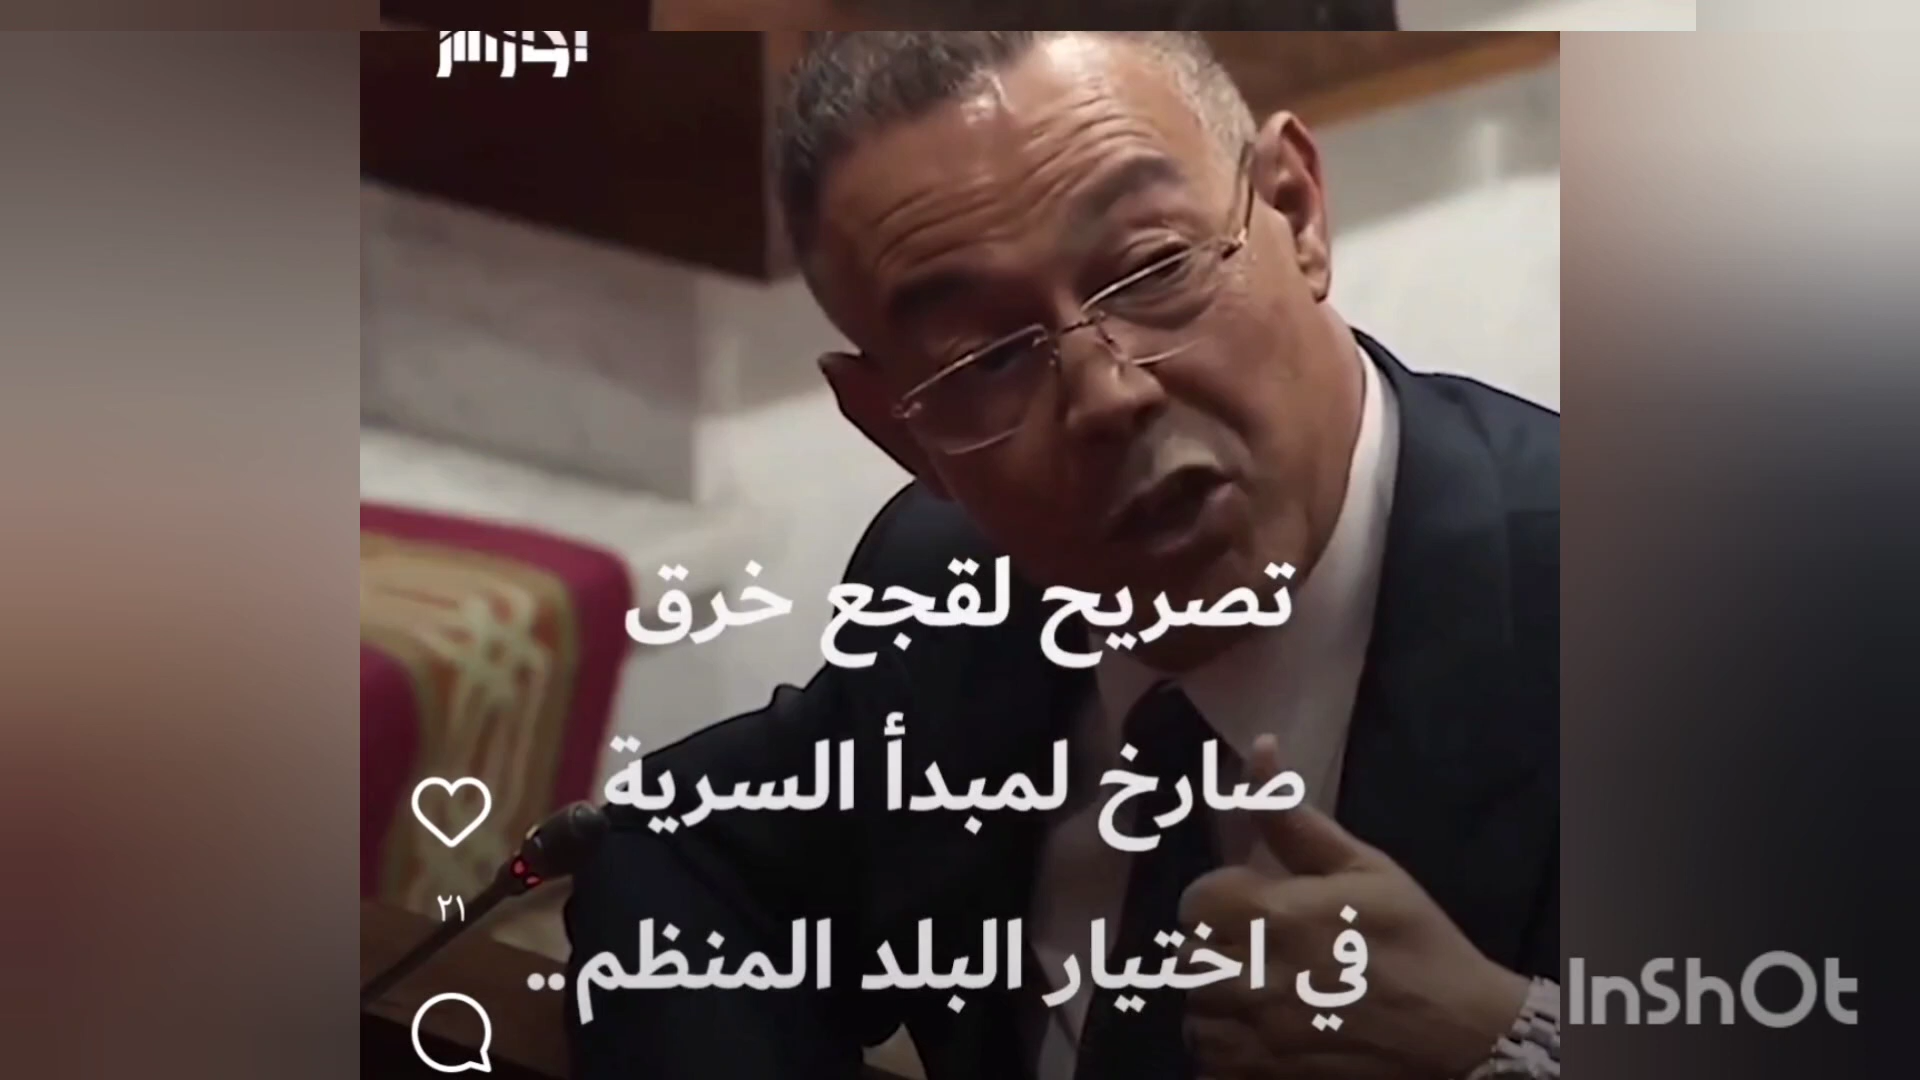 تصريح لقجع خرق
صارخ لمبدأ السرية
في اختيار البلد المنظم..
٢١
InShOt